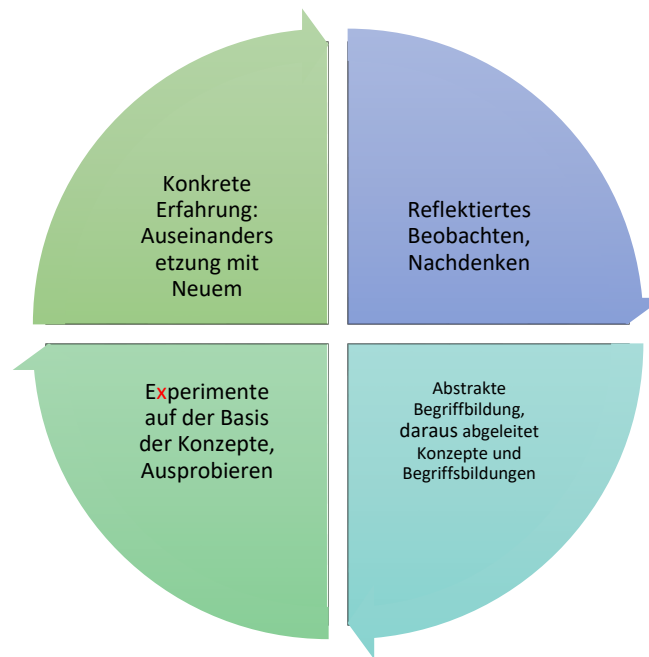 Konkrete
Erfahrung:
Auseinanders
etzung mit
Neuem
Reflektiertes
Beobachten,
Nachdenken
Experimente
auf der Basis
der Konzepte,
Ausprobieren
Abstrakte
Begriffbildung,
daraus abgeleitet
Konzepte und
Begriffsbildungen